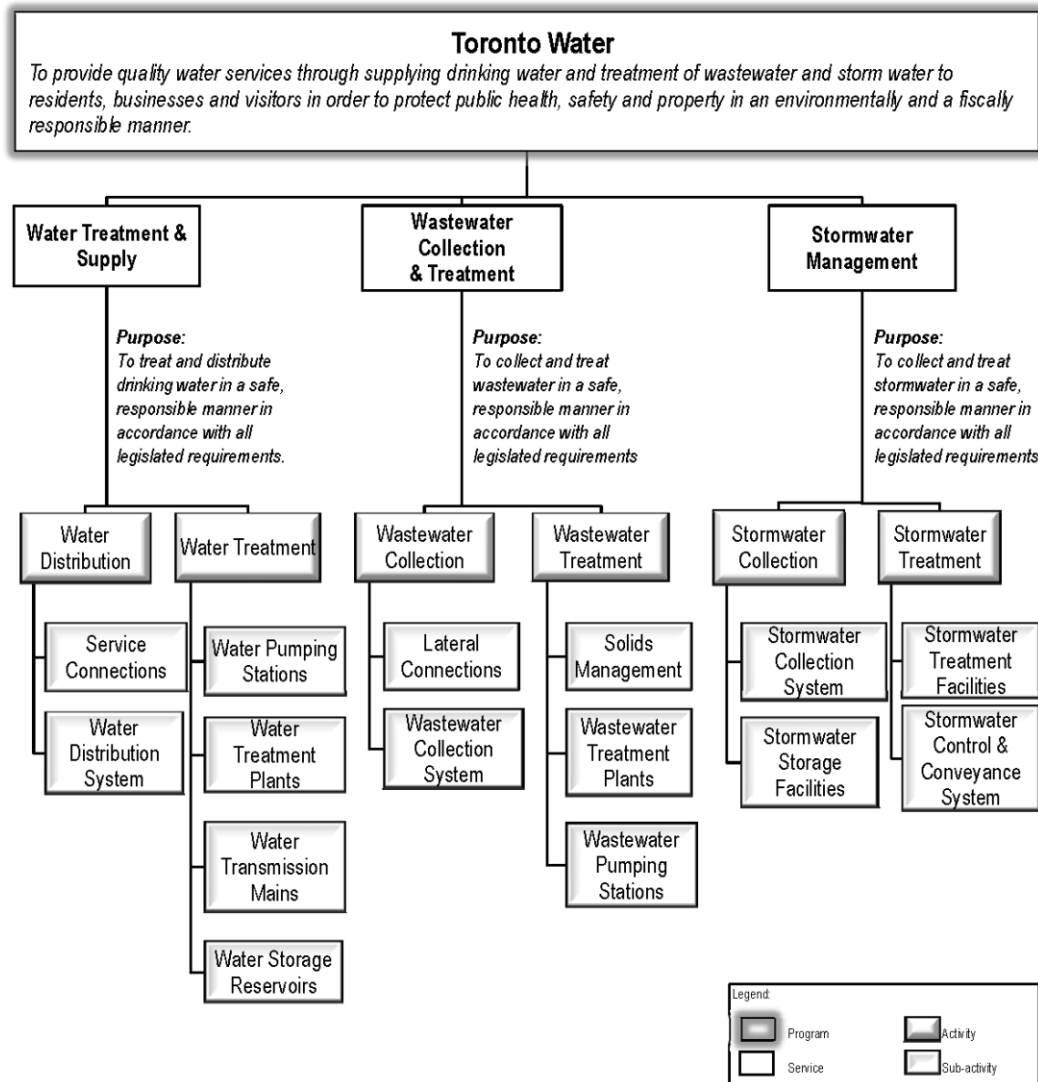 Toronto Water
To provide quality water services through supplying drinking water and treatment of wastewater and storm water to
residents, businesses and visitors in order to protect public health, safety and property in an environmentally and a fiscally
responsible manner.
Water Treatment &
Supply
Wastewater
Collection
& Treatment
Stormwater
Management
Purpose:
To treat and distribute
drinking water in a safe,
responsible manner in
accordance with all
legislated requirements.
Purpose:
To collect and treat
wastewater in a safe,
responsible manner in
accordance with all
legislated requirements
Purpose:
To collect and treat
stormwater in a safe,
responsible manner in
accordance with all
legislated requirements
Water
Distribution
Water Treatment
Wastewater
Collection
Wastewater
Treatment
Stormwater
Collection
Stormwater
Treatment
Service
Connections
Water
Distribution
System
Water Pumping
Stations
Water
Treatment
Plants
Water
Transmission
Mains
Water Storage
Reservoirs
Lateral
Connections
Wastewater
Collection
System
Solids
Management
Wastewater
Treatment
Plants
Wastewater
Pumping
Stations
Stormwater
Collection
System
Stormwater
Storage
Facilities
Stormwater
Treatment
Facilities
Stormwater
Control &
Conveyance
System
Legend:
Program
Activity
Service
Sub-activity